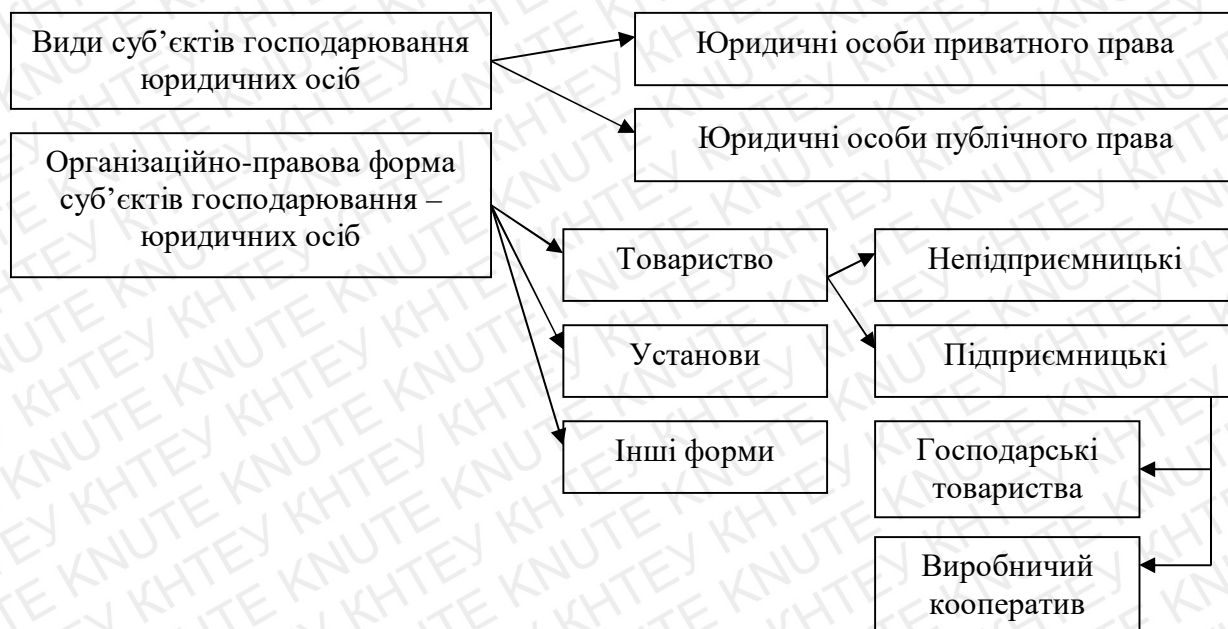 Види суб’єктів господарювання
юридичних осіб
Юридичні особи приватного права
Юридичні особи публічного права
Організаційно-правова форма
суб’єктів господарювання –
юридичних осіб
Товариство
Непідприємницькі
Установи
Підприємницькі
Інші форми
Господарські
товариства
Виробничий
кооператив